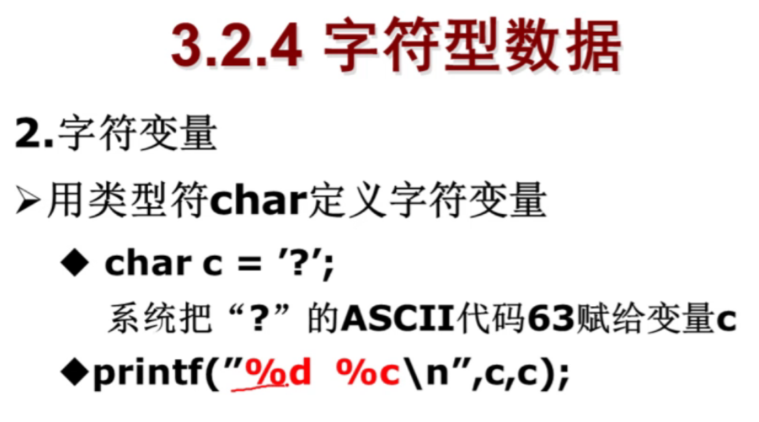 3.2.4 字符型数据
2.字符变量
➢用类型符char定义字符变量
◆ char c = ’?’;
系统把“?”的ASCII代码63赋给变量c
◆printf(”%d %c\n”,c,c);